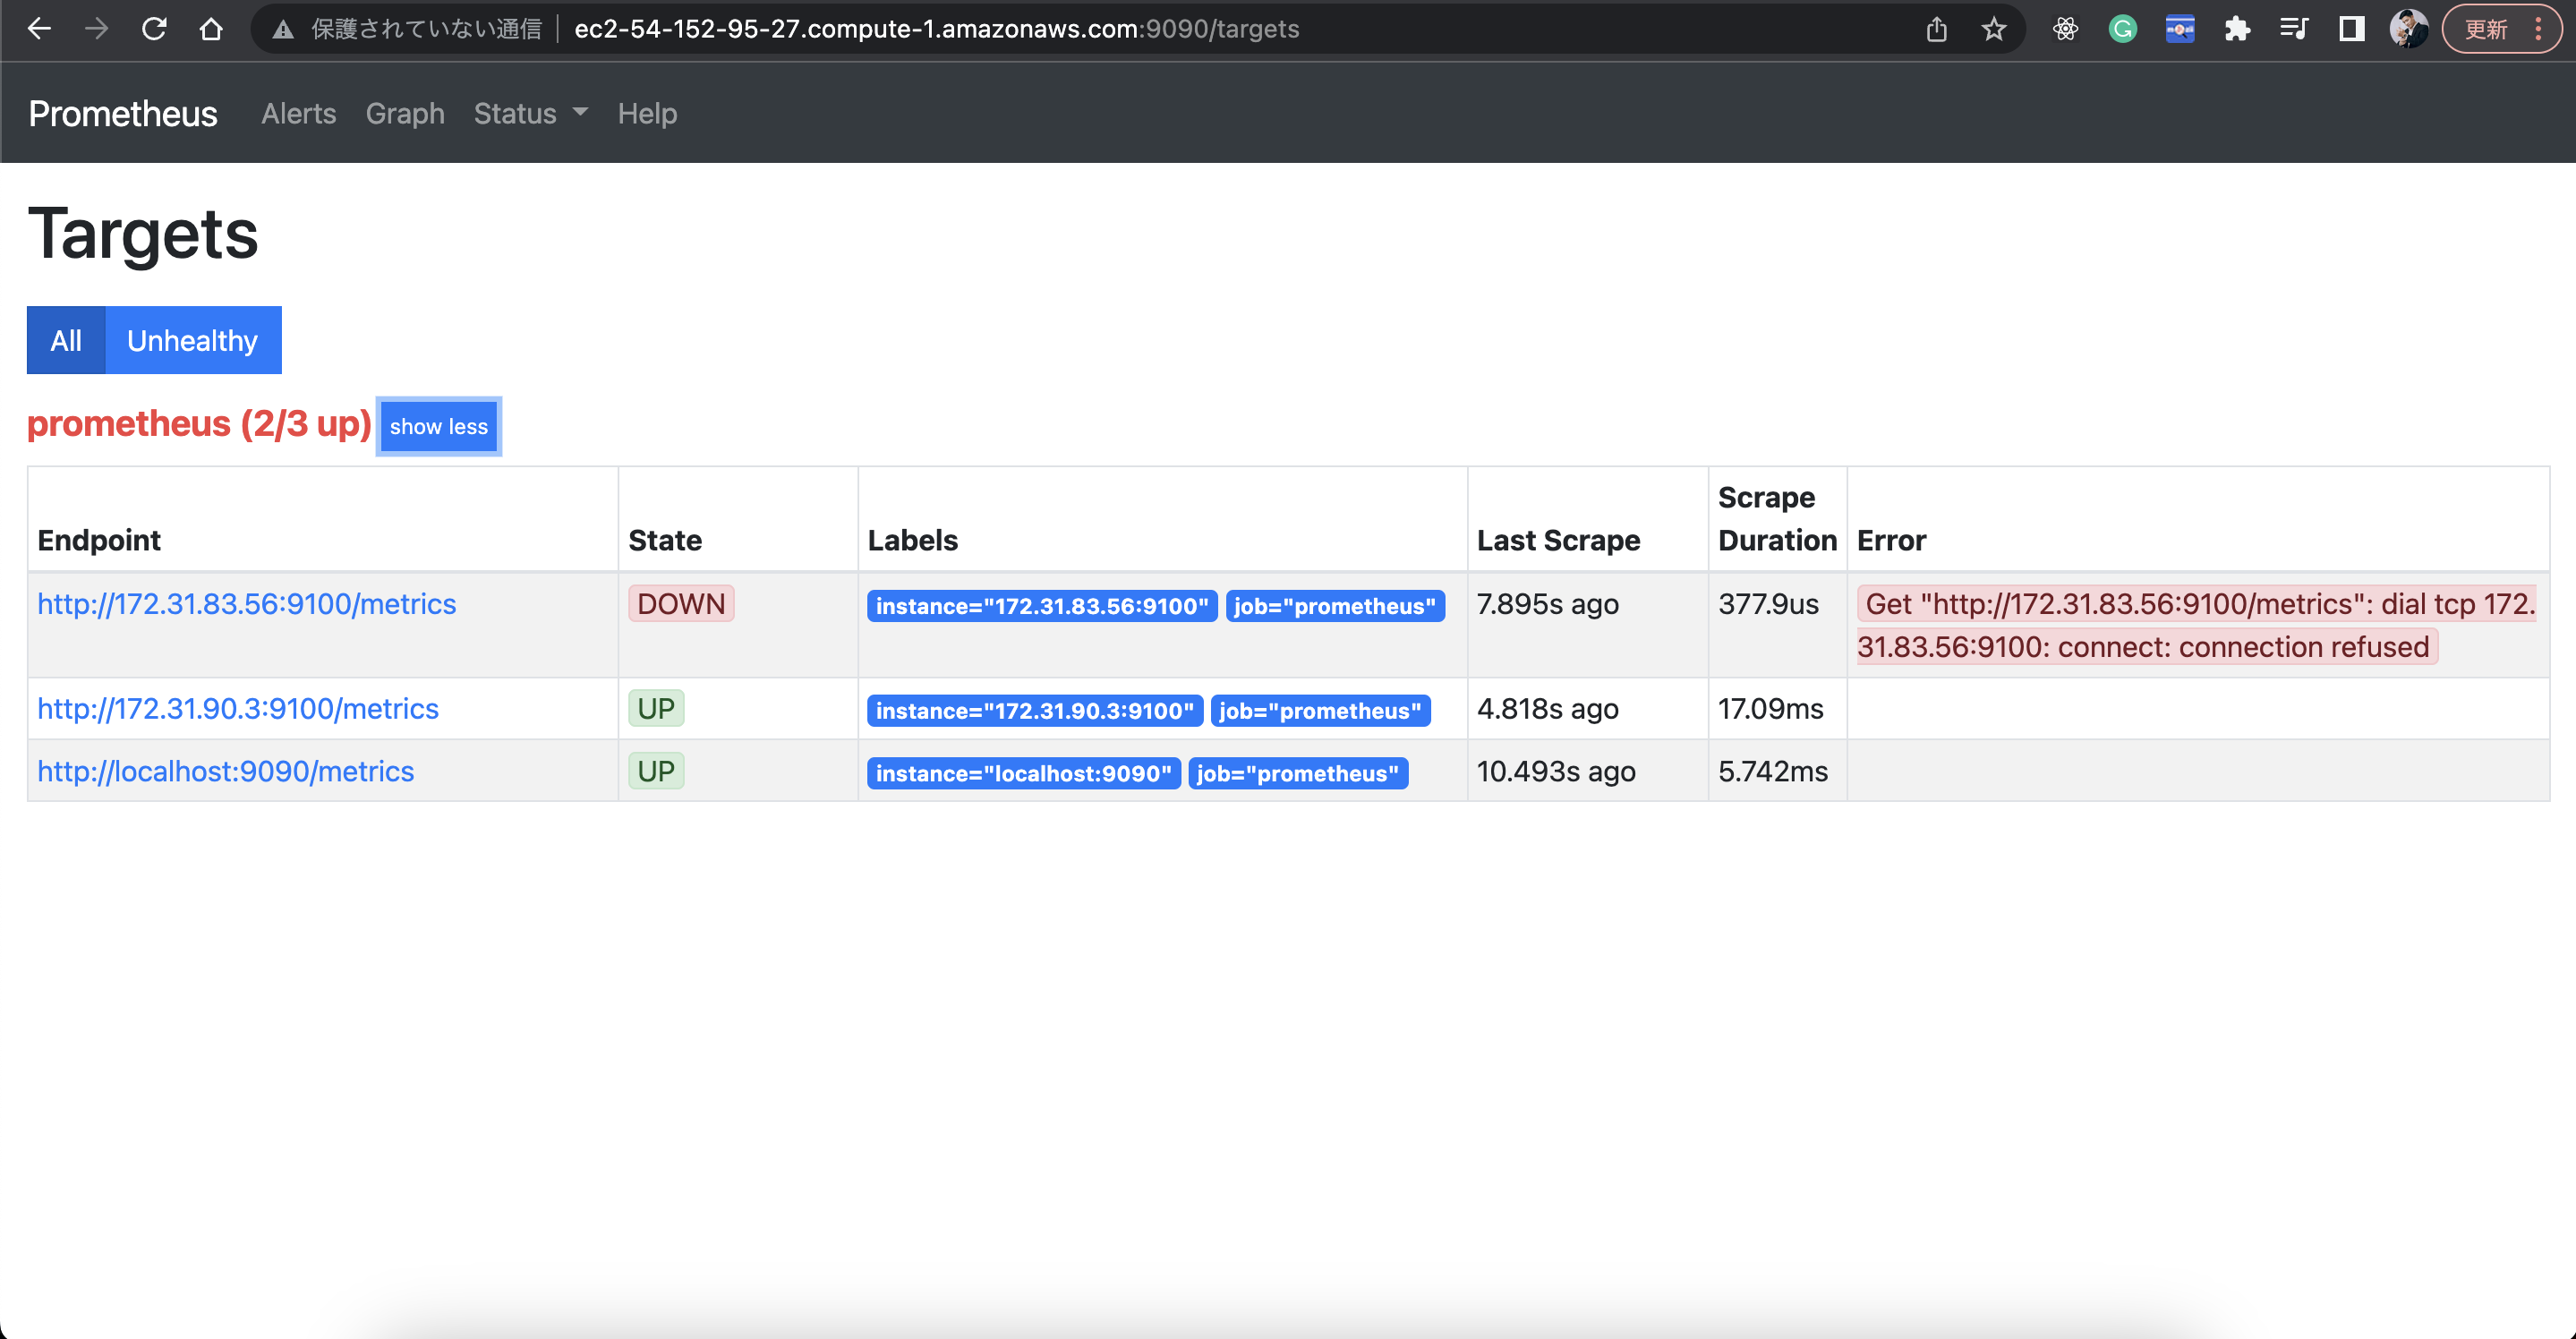 保護されていない通信 ec2-54-152-95-27.compute-1.amazonaws.com:9090/targets 更新
Prometheus Alerts Graph Status Help
Targets
All Unhealthy
prometheus (2/3 up) show less
Endpoint State Labels Last Scrape Scrape Duration Error
http://172.31.83.56:9100/metrics DOWN instance="172.31.83.56:9100" job="prometheus" 7.895s ago 377.9us Get "http://172.31.83.56:9100/metrics": dial tcp 172.
31.83.56:9100: connect: connection refused
http://172.31.90.3:9100/metrics UP instance="172.31.90.3:9100" job="prometheus" 4.818s ago 17.09ms
http://localhost:9090/metrics UP instance="localhost:9090" job="prometheus" 10.493s ago 5.742ms